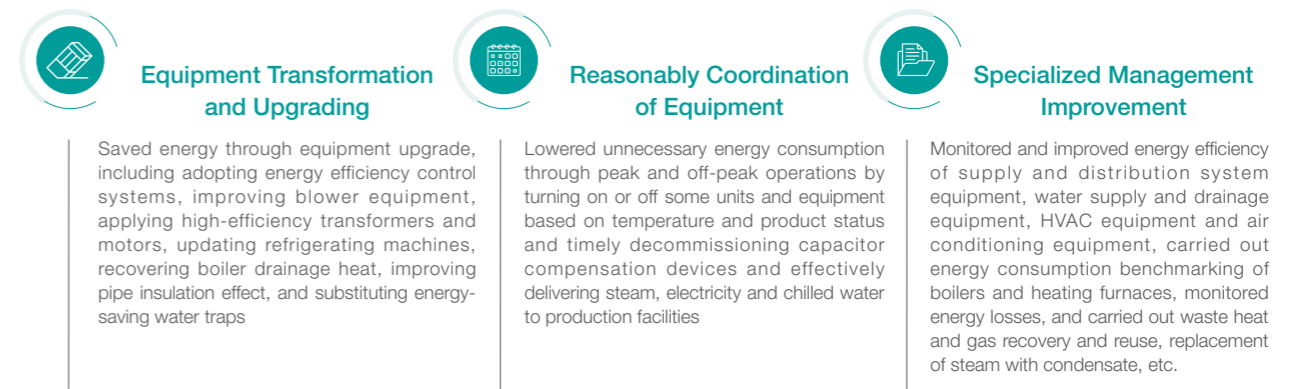 Equipment Transformation
and Upgrading
Saved energy through equipment upgrade,
including adopting energy efficiency control
systems, improving blower equipment,
applying high-efficiency transformers and
motors, updating refrigerating machines,
recovering boiler drainage heat, improving
pipe insulation effect, and substituting energy-
saving water traps
Reasonably Coordination
of Equipment
Lowered unnecessary energy consumption
through peak and off-peak operations by
turning on or off some units and equipment
based on temperature and product status
and timely decommissioning capacitor
compensation devices and effectively
delivering steam, electricity and chilled water
to production facilities
Specialized Management
Improvement
Monitored and improved energy efficiency
of supply and distribution system
equipment, water supply and drainage
equipment, HVAC equipment and air
conditioning equipment, carried out
energy consumption benchmarking of
boilers and heating furnaces, monitored
energy losses, and carried out waste heat
and gas recovery and reuse, replacement
of steam with condensate, etc.